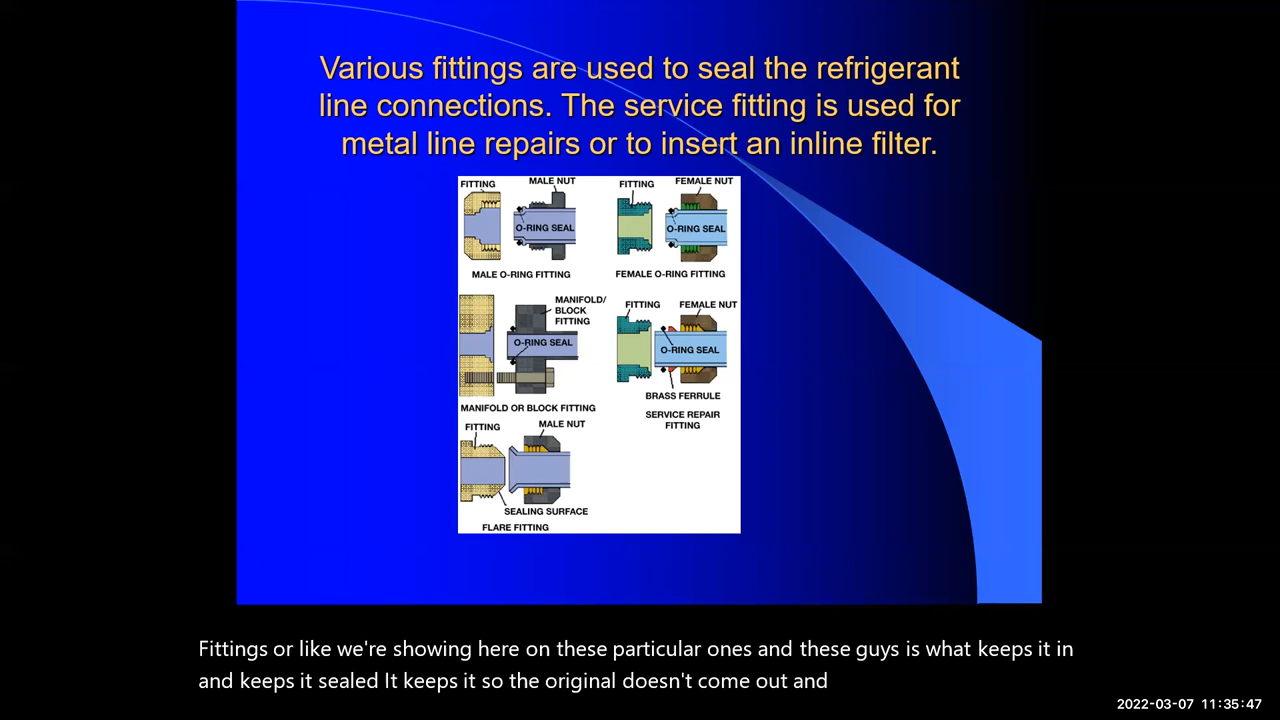 Various fittings are used to seal the refrigerant
line connections. The service fitting is used for
metal line repairs or to insert an inline filter.
FITTING
MALE NUT
O-RING SEAL
MALE O-RING FITTING
FITTING
FEMALE NUT
O-RING SEAL
FEMALE O-RING FITTING
MANIFOLD/
BLOCK
FITTING
O-RING SEAL
MANIFOLD OR BLOCK FITTING
FITTING
FEMALE NUT
O-RING SEAL
BRASS FERRULE
SERVICE REPAIR
FITTING
FITTING
MALE NUT
SEALING SURFACE
FLARE FITTING
Fittings or like we're showing here on these particular ones and these guys is what keeps it in
and keeps it sealed It keeps it so the original doesn't come out and
2022-03-07 11:35:47